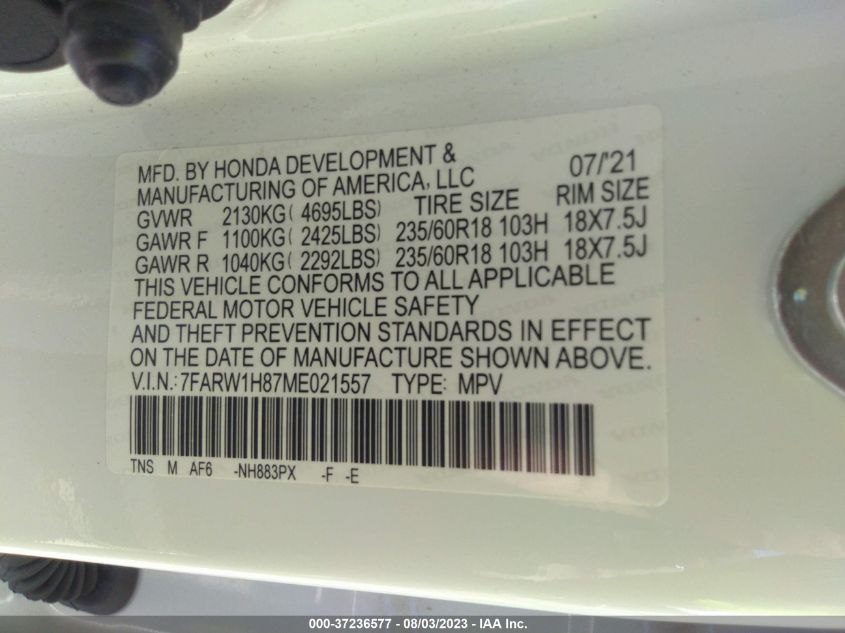 MFD. BY HONDA DEVELOPMENT & 07/'21
MANUFACTURING OF AMERICA, LLC TIRE SIZE RIM SIZE
GVWR 2130KG( 4695LBS)
GAWR F 1100KG( 2425LBS) 235/60R18 103H 18X7.5J
GAWR R 1040KG( 2292LBS) 235/60R18 103H 18X7.5J
THIS VEHICLE CONFORMS TO ALL APPLICABLE
FEDERAL MOTOR VEHICLE SAFETY
AND THEFT PREVENTION STANDARDS IN EFFECT
ON THE DATE OF MANUFACTURE SHOWN ABOVE.
V.I.N.:7FARW1H87ME021557 TYPE: MPV
TNS M AF6 -NH883PX -F -E
000-37236577 - 08/03/2023 - IAA Inc.